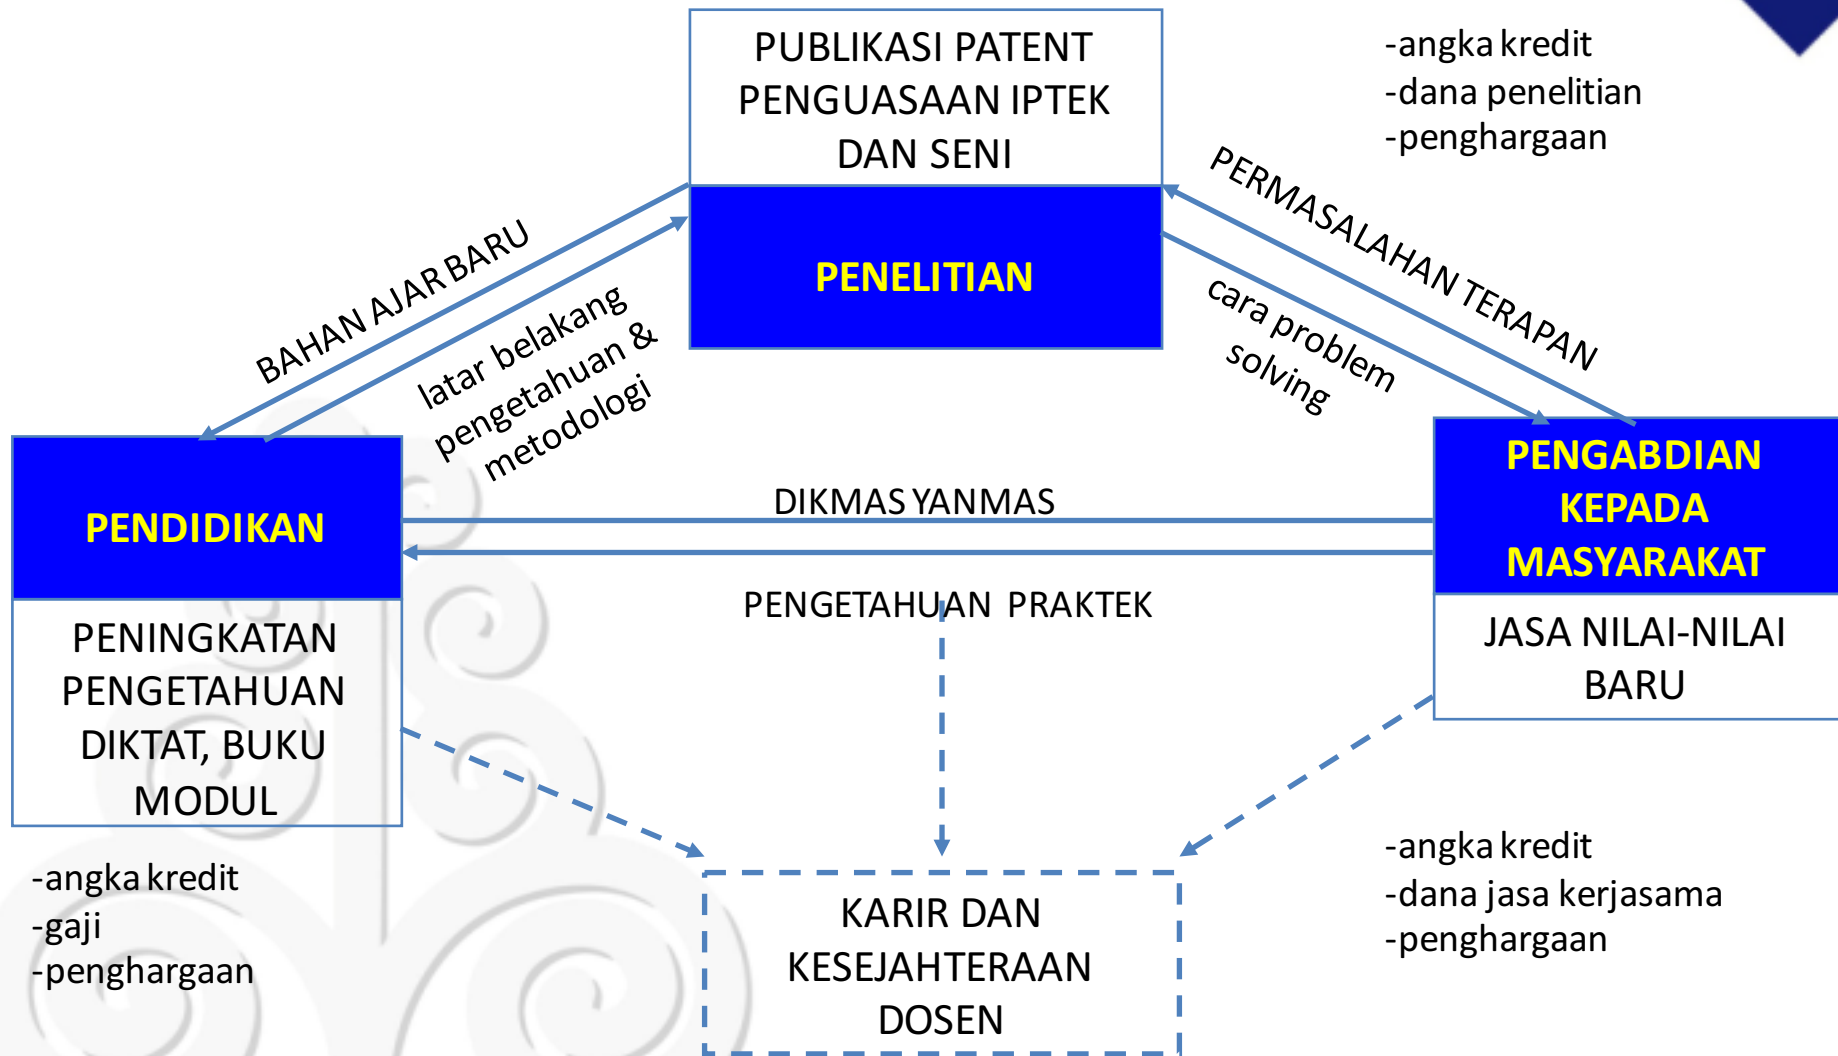 PUBLIKASI PATENT
PENGUASAAN IPTEK
DAN SENI
PENELITIAN
-angka kredit
-dana penelitian
-penghargaan
BAHAN AJAR BARU
latar belakang
pengetahuan &
metodologi
PERMASALAHAN TERAPAN
cara problem
solving
PENDIDIKAN
PENINGKATAN
PENGETAHUAN
DIKTAT, BUKU
MODUL
DIKMAS YANMAS
PENGETAHUAN PRAKTEK
PENGABDIAN
KEPADA
MASYARAKAT
JASA NILAI-NILAI
BARU
-angka kredit
-gaji
-penghargaan
KARIR DAN
KESEJAHTERAAN
DOSEN
-angka kredit
-dana jasa kerjasama
-penghargaan